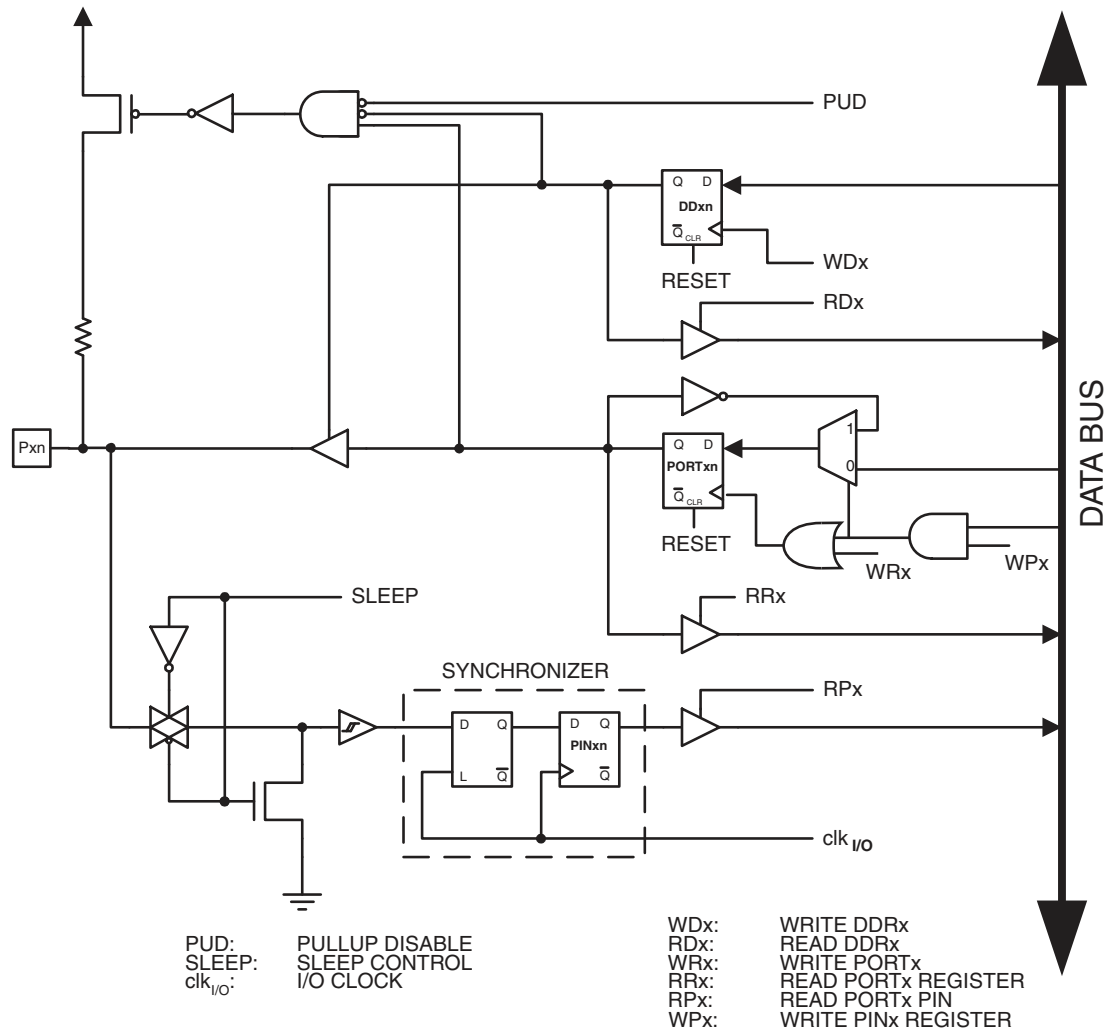 PUD
Q D
DDxn
Q CLR
WDx
RESET
RDx
Pxn
1
Q D
PORTxn
0
Q CLR
RESET
WRx
WPx
DATA BUS
SLEEP
RRx
SYNCHRONIZER
RPx
D Q
D Q
PINxn
L Q
Q
clk I/O
PUD: PULLUP DISABLE
SLEEP: SLEEP CONTROL
clkI/O: I/O CLOCK
WDx: WRITE DDRx
RDx: READ DDRx
WRx: WRITE PORTx
RRx: READ PORTx REGISTER
RPx: READ PORTx PIN
WPx: WRITE PINx REGISTER